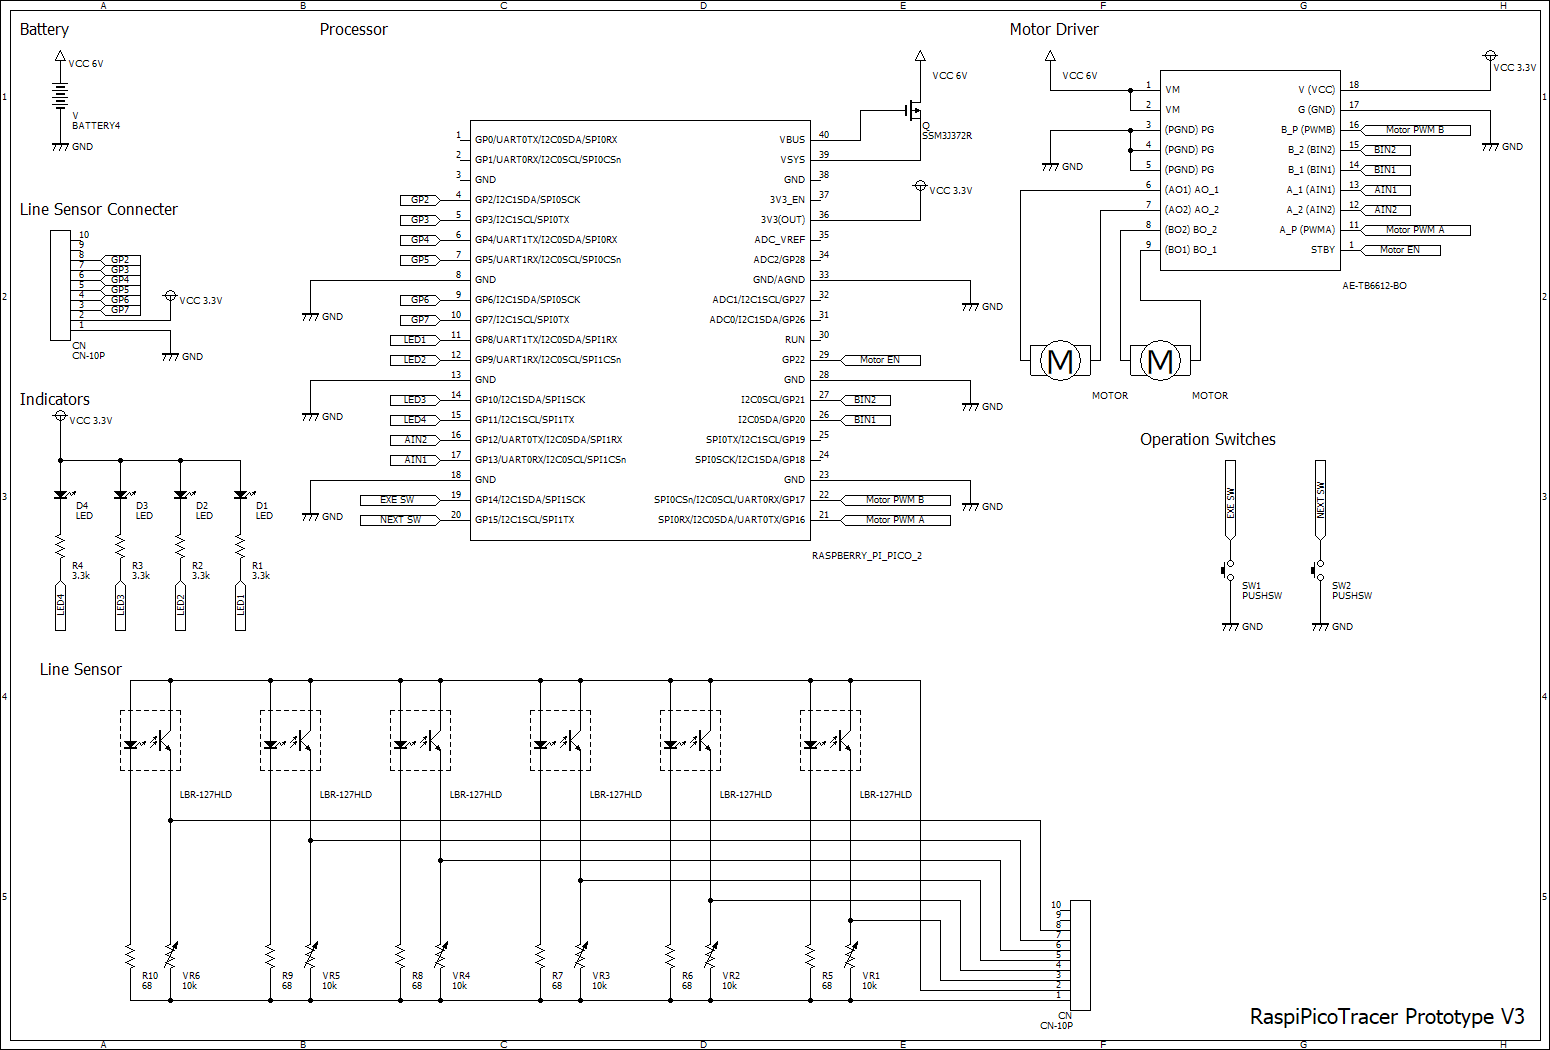 A B C D E F G H
Battery
VCC 6V
V
BATTERY4
GND
Line Sensor Connecter
10
9
8 GP2
7 GP3
6 GP4
5 GP5
4 GP6
3 GP7
2
1
VCC 3.3V
CN
CN-10P
GND
Indicators
VCC 3.3V
D4
LED
D3
LED
D2
LED
D1
LED
R4
3.3k
R3
3.3k
R2
3.3k
R1
3.3k
LED4
LED3
LED2
LED1
Processor
1 GP0/UART0TX/I2C0SDA/SPI0RX
2 GP1/UART0RX/I2C0SCL/SPI0CSn
3 GND
GP2 4 GP2/I2C1SDA/SPI0SCK
GP3 5 GP3/I2C1SCL/SPI0TX
GP4 6 GP4/UART1TX/I2C0SDA/SPI0RX
GP5 7 GP5/UART1RX/I2C0SCL/SPI0CSn
8 GND
GND
GP6 9 GP6/I2C1SDA/SPI0SCK
GP7 10 GP7/I2C1SCL/SPI0TX
LED1 11 GP8/UART1TX/I2C0SDA/SPI1RX
LED2 12 GP9/UART1RX/I2C0SCL/SPI1CSn
13 GND
GND
LED3 14 GP10/I2C1SDA/SPI1SCK
LED4 15 GP11/I2C1SCL/SPI1TX
AIN2 16 GP12/UART0TX/I2C0SDA/SPI1RX
AIN1 17 GP13/UART0RX/I2C0SCL/SPI1CSn
18 GND
GND
EXE SW 19 GP14/I2C1SDA/SPI1SCK
NEXT SW 20 GP15/I2C1SCL/SPI1TX
VCC 6V
Q
SSM3J372R
VBUS 40
VSYS 39
GND 38
3V3_EN 37
VCC 3.3V
3V3(OUT) 36
ADC_VREF 35
ADC2/GP28 34
GND/AGND 33
GND
ADC1/I2C1SCL/GP27 32
ADC0/I2C1SDA/GP26 31
RUN 30
GP22 29 Motor EN
GND 28
GND
I2C0SCL/GP21 27 BIN2
I2C0SDA/GP20 26 BIN1
SPI0TX/I2C1SCL/GP19 25
SPI0SCK/I2C1SDA/GP18 24
GND 23
GND
SPI0CSn/I2C0SCL/UART0RX/GP17 22 Motor PWM B
SPI0RX/I2C0SDA/UART0TX/GP16 21 Motor PWM A
RASPBERRY_PI_PICO_2
Motor Driver
VCC 6V
VCC 3.3V
1 VM V (VCC) 18
2 VM G (GND) 17
3 (PGND) PG B_P (PWMB) 16 Motor PWM B
4 (PGND) PG B_2 (BIN2) 15 BIN2
5 (PGND) PG B_1 (BIN1) 14 BIN1
6 (AO1) AO_1 A_1 (AIN1) 13 AIN1
7 (AO2) AO_2 A_2 (AIN2) 12 AIN2
8 (BO2) BO_2 A_P (PWMA) 11 Motor PWM A
9 (BO1) BO_1 STBY 1 Motor EN
GND
GND
AE-TB6612-BO
M
M
MOTOR
MOTOR
Operation Switches
EXE SW
NEXT SW
SW1
PUSHSW
SW2
PUSHSW
GND
GND
Line Sensor
LBR-127HLD LBR-127HLD LBR-127HLD LBR-127HLD LBR-127HLD LBR-127HLD
R10
68
VR6
10k
R9
68
VR5
10k
R8
68
VR4
10k
R7
68
VR3
10k
R6
68
VR2
10k
R5
68
VR1
10k
10
9
8
7
6
5
4
3
2
1
CN
CN-10P
RaspiPicoTracer Prototype V3
1
2
3
4
5
1
2
3
4
5
A B C D E F G H